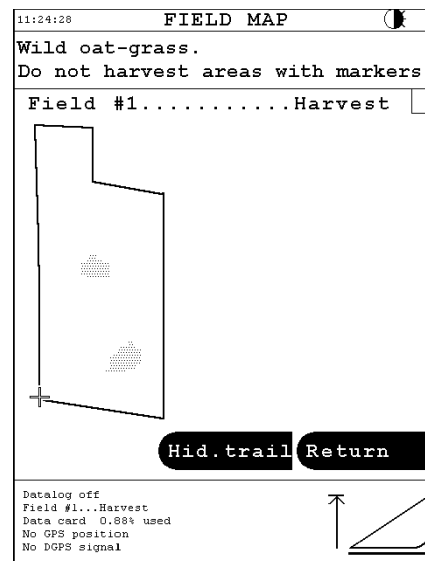 11:24:28 FIELD MAP
Wild oat-grass.
Do not harvest areas with markers
Field #1...........Harvest
Hid.trail Return
Datalog off
Field #1...Harvest
Data card 0.88% used
No GPS position
No DGPS signal